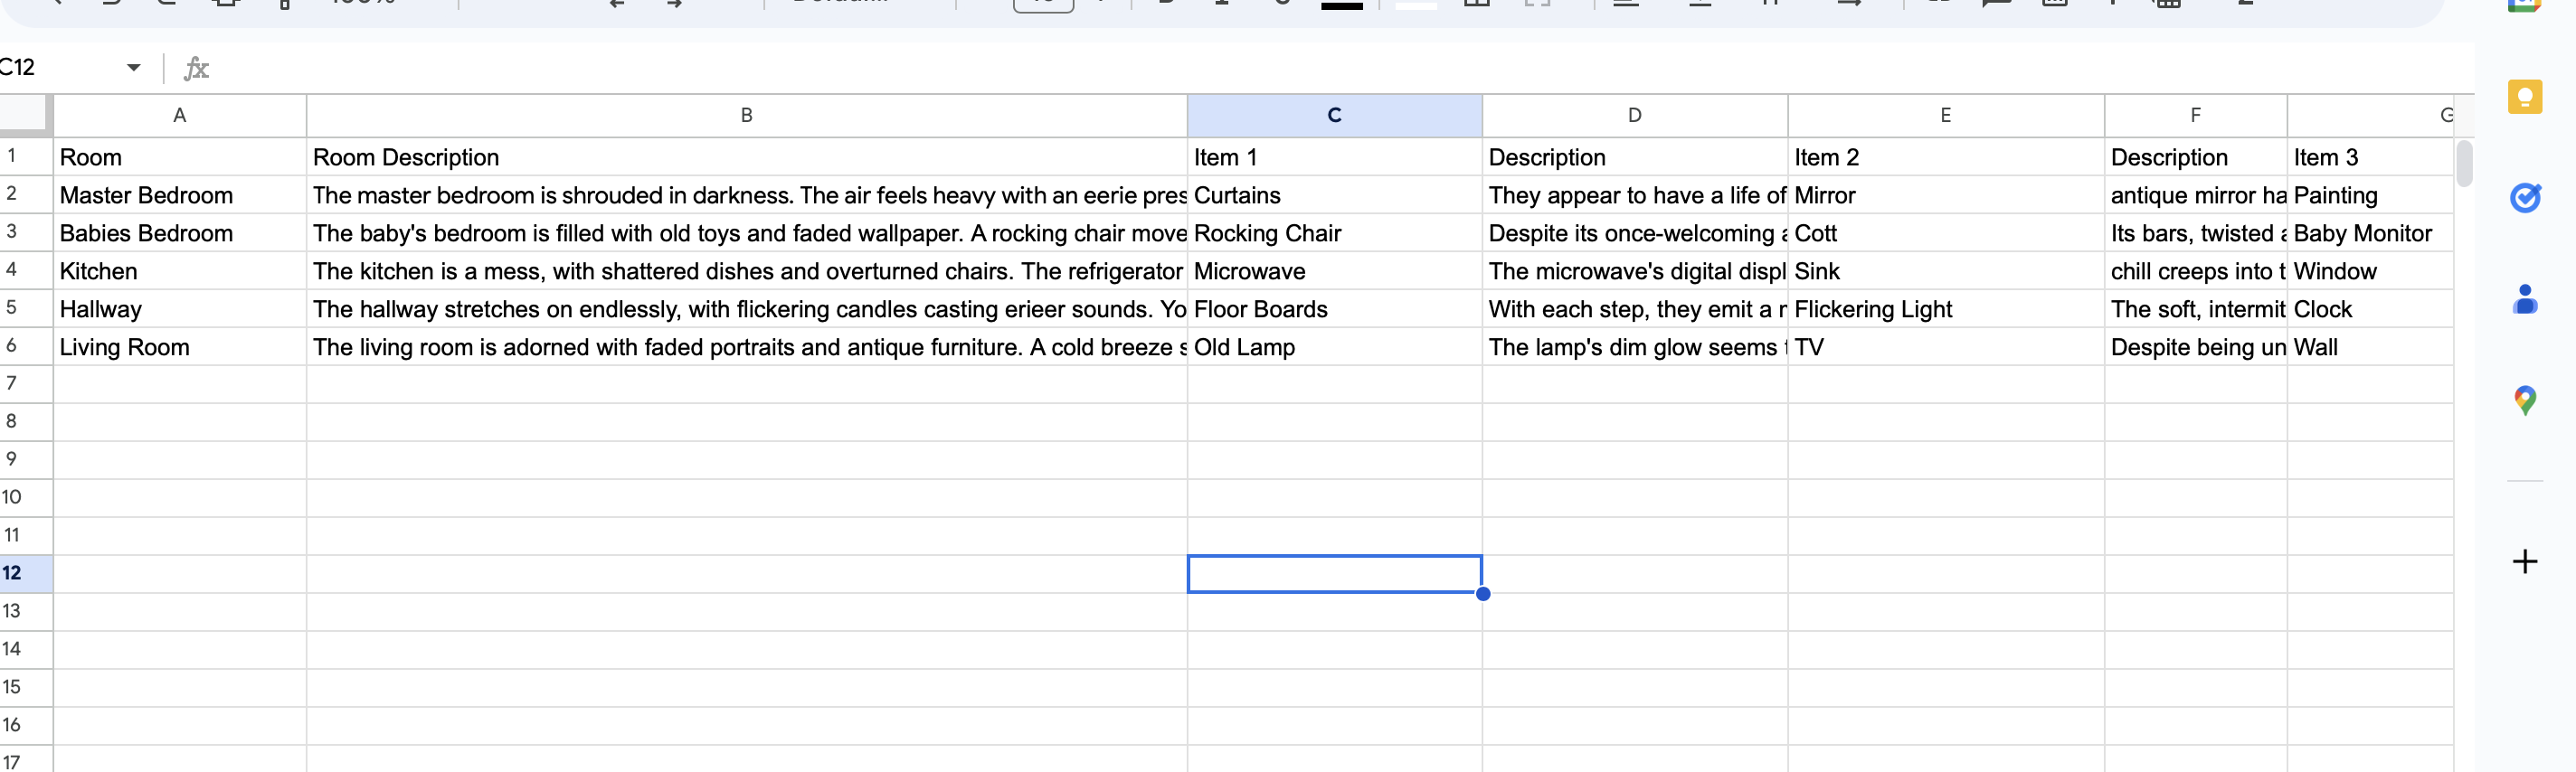 C12 fx
A B C D E F G
1 Room Room Description Item 1 Description Item 2 Description Item 3
2 Master Bedroom The master bedroom is shrouded in darkness. The air feels heavy with an eerie pres Curtains They appear to have a life of Mirror antique mirror ha Painting
3 Babies Bedroom The baby's bedroom is filled with old toys and faded wallpaper. A rocking chair move Rocking Chair Despite its once-welcoming Cott Its bars, twisted Baby Monitor
4 Kitchen The kitchen is a mess, with shattered dishes and overturned chairs. The refrigerator Microwave The microwave's digital displ Sink chill creeps into t Window
5 Hallway The hallway stretches on endlessly, with flickering candles casting erieer sounds. Yo Floor Boards With each step, they emit a Flickering Light The soft, intermit Clock
6 Living Room The living room is adorned with faded portraits and antique furniture. A cold breeze s Old Lamp The lamp's dim glow seems TV Despite being un Wall
7
8
9
10
11
12
13
14
15
16
17